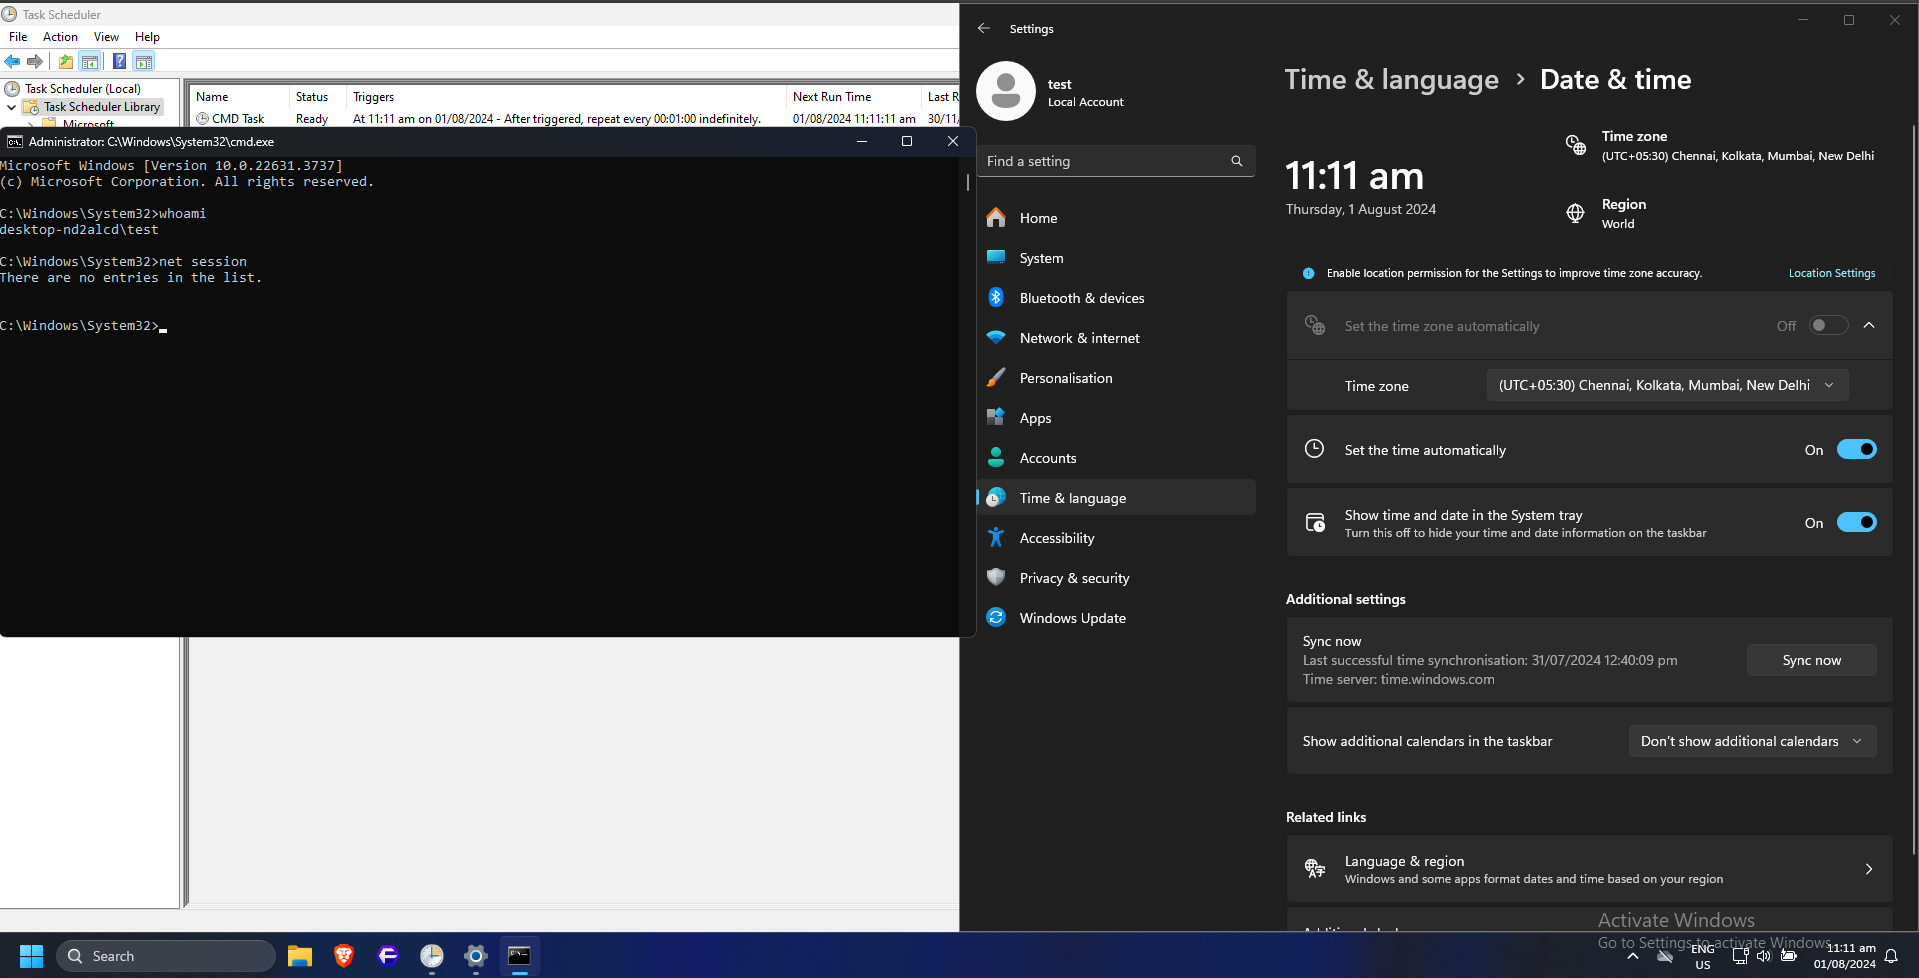 Task Scheduler
File Action View Help
Task Scheduler (Local)
Task Scheduler Library
Microsoft
Name Status Triggers Next Run Time Last R
CMD Task Ready At 11:11 am on 01/08/2024 - After triggered, repeat every 00:01:00 indefinitely. 01/08/2024 11:11:11 am 30/11/
Administrator: C:\Windows\System32\cmd.exe
Microsoft Windows [Version 10.0.22631.3737]
(c) Microsoft Corporation. All rights reserved.
C:\Windows\System32>whoami
desktop-nd2alcd\test
C:\Windows\System32>net session
There are no entries in the list.
C:\Windows\System32>
Settings
test
Local Account
Find a setting
Home
System
Bluetooth & devices
Network & internet
Personalisation
Apps
Accounts
Time & language
Accessibility
Privacy & security
Windows Update
Time & language > Date & time
11:11 am
Thursday, 1 August 2024
Time zone
(UTC+05:30) Chennai, Kolkata, Mumbai, New Delhi
Region
World
Enable location permission for the Settings to improve time zone accuracy. Location Settings
Set the time zone automatically Off
Time zone (UTC+05:30) Chennai, Kolkata, Mumbai, New Delhi
Set the time automatically On
Show time and date in the System tray On
Turn this off to hide your time and date information on the taskbar
Additional settings
Sync now
Last successful time synchronisation: 31/07/2024 12:40:09 pm
Time server: time.windows.com
Sync now
Show additional calendars in the taskbar Don't show additional calendars
Related links
Language & region
Windows and some apps format dates and time based on your region
Activate Windows
Go to Settings to activate Windows.
Search
ENG
US
11:11 am
01/08/2024